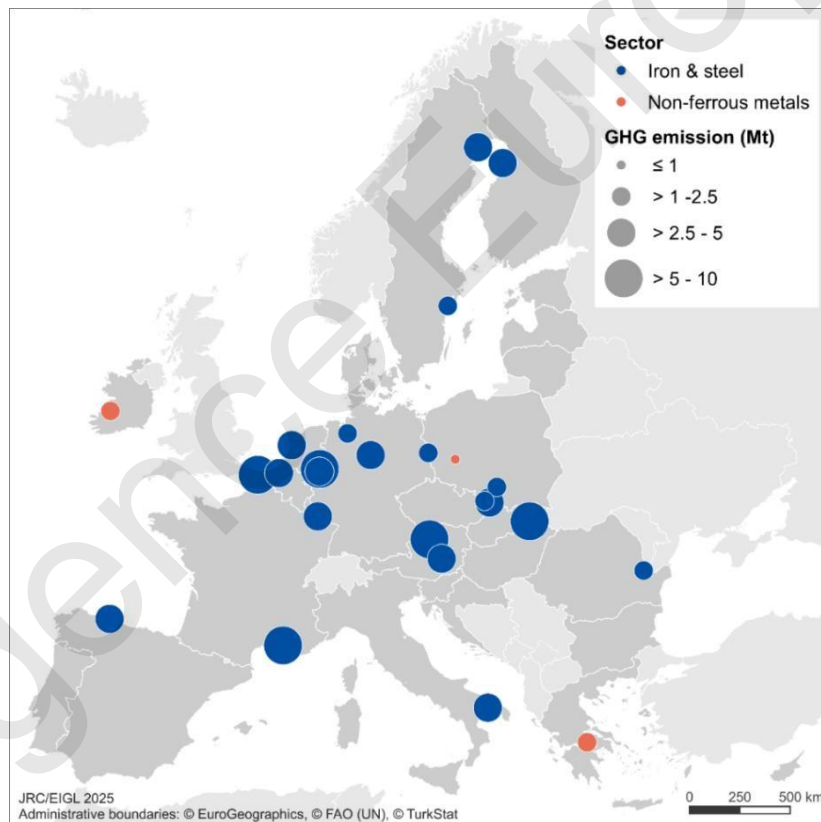 Sector
Iron & steel
Non-ferrous metals
GHG emission (Mt)
≤ 1
> 1 -2.5
> 2.5 - 5
> 5 - 10
JRC/EIGL 2025
Administrative boundaries: © EuroGeographics, © FAO (UN), © TurkStat
0 250 500 km